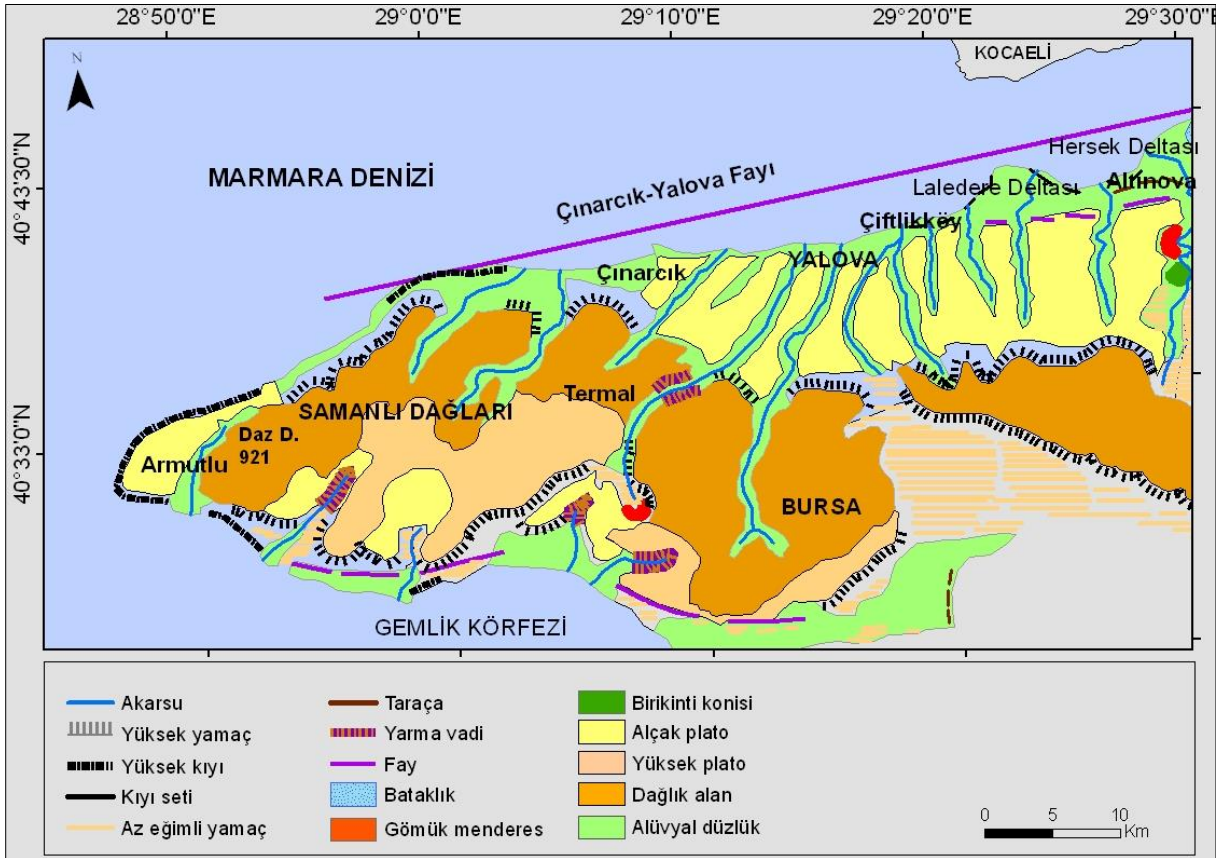 28°50'0"E
29°0'0"E
29°10'0"E
29°20'0"E
29°30'0"E
N
KOCAELİ
40°43'30"N
MARMARA DENİZİ
Çınarcık-Yalova Fayı
Hersek Deltası
Laledere Deltası
Altınova
Çiftlikköy
YALOVA
Çınarcık
Termal
SAMANLI DAĞLARI
Daz D.
921
Armutlu
40°33'0"N
BURSA
GEMLİK KÖRFEZİ
Akarsu
Yüksek yamaç
Yüksek kıyı
Kıyı seti
Az eğimli yamaç
Taraça
Yarma vadi
Fay
Bataklık
Gömük menderes
Birikinti konisi
Alçak plato
Yüksek plato
Dağlık alan
Alüvyal düzlük
0 5 10
Km